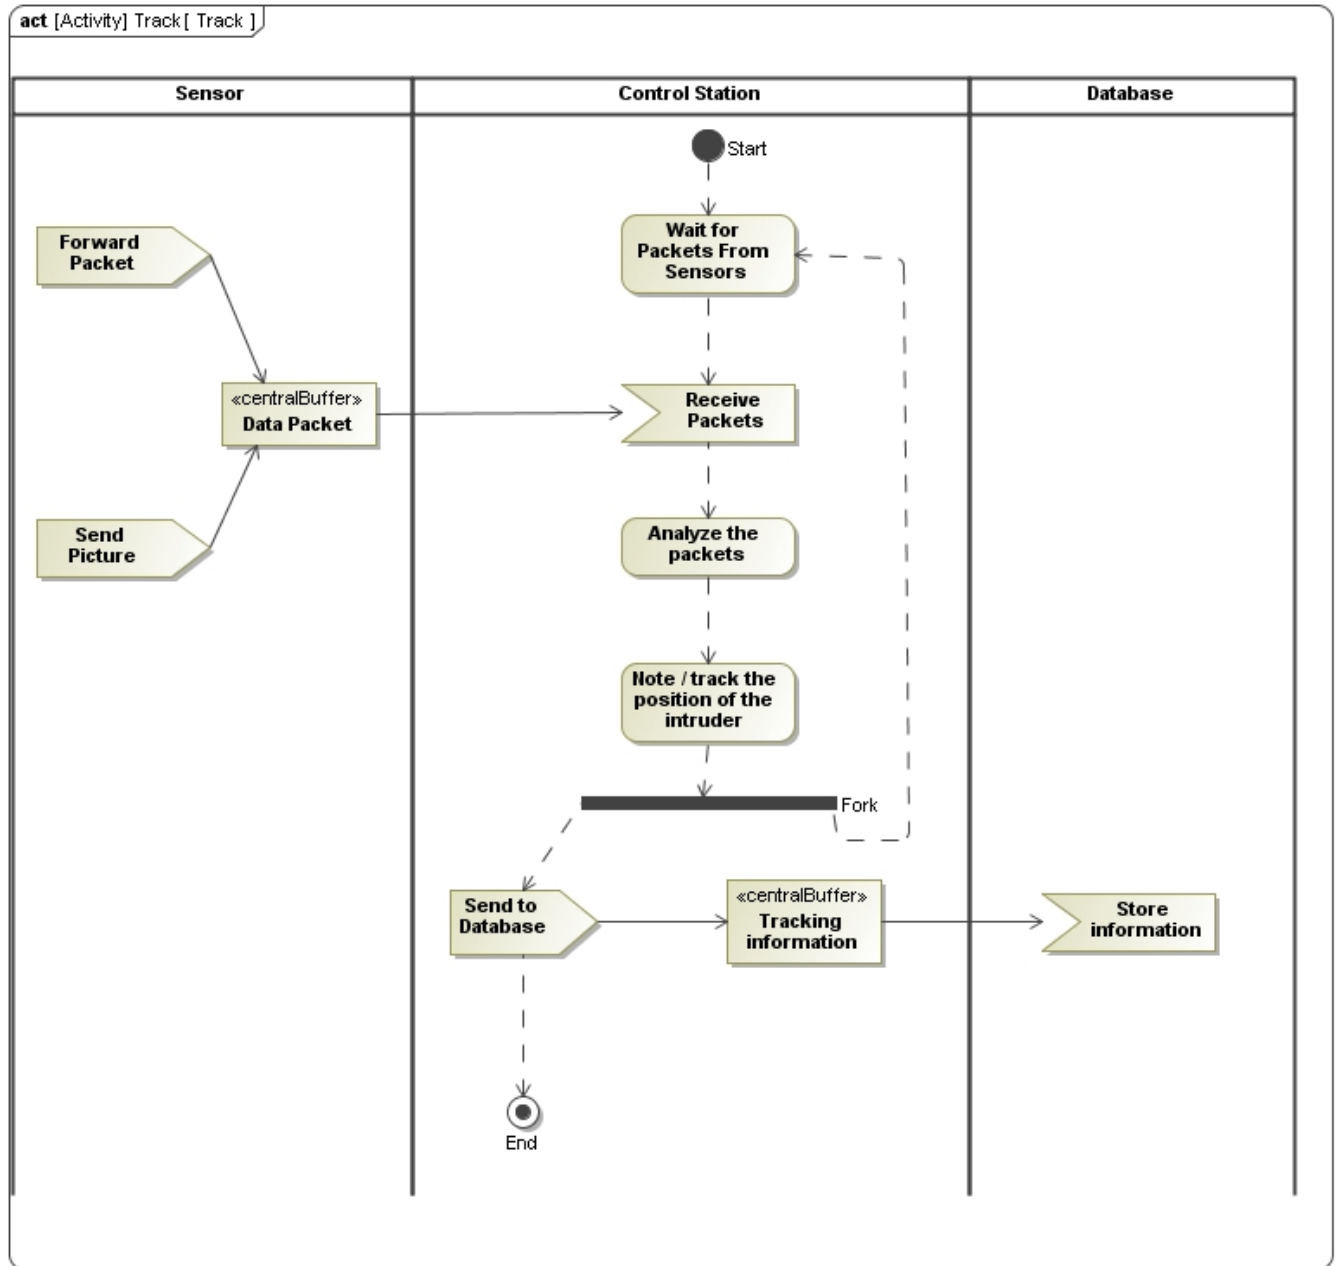 act [Activity] Track [ Track ]
Sensor
Control Station
Database
Start
Forward
Packet
Wait for
Packets From
Sensors
«centralBuffer»
Data Packet
Receive
Packets
Send
Picture
Analyze the
packets
Note / track the
position of the
intruder
Fork
Send to
Database
«centralBuffer»
Tracking
information
Store
information
End